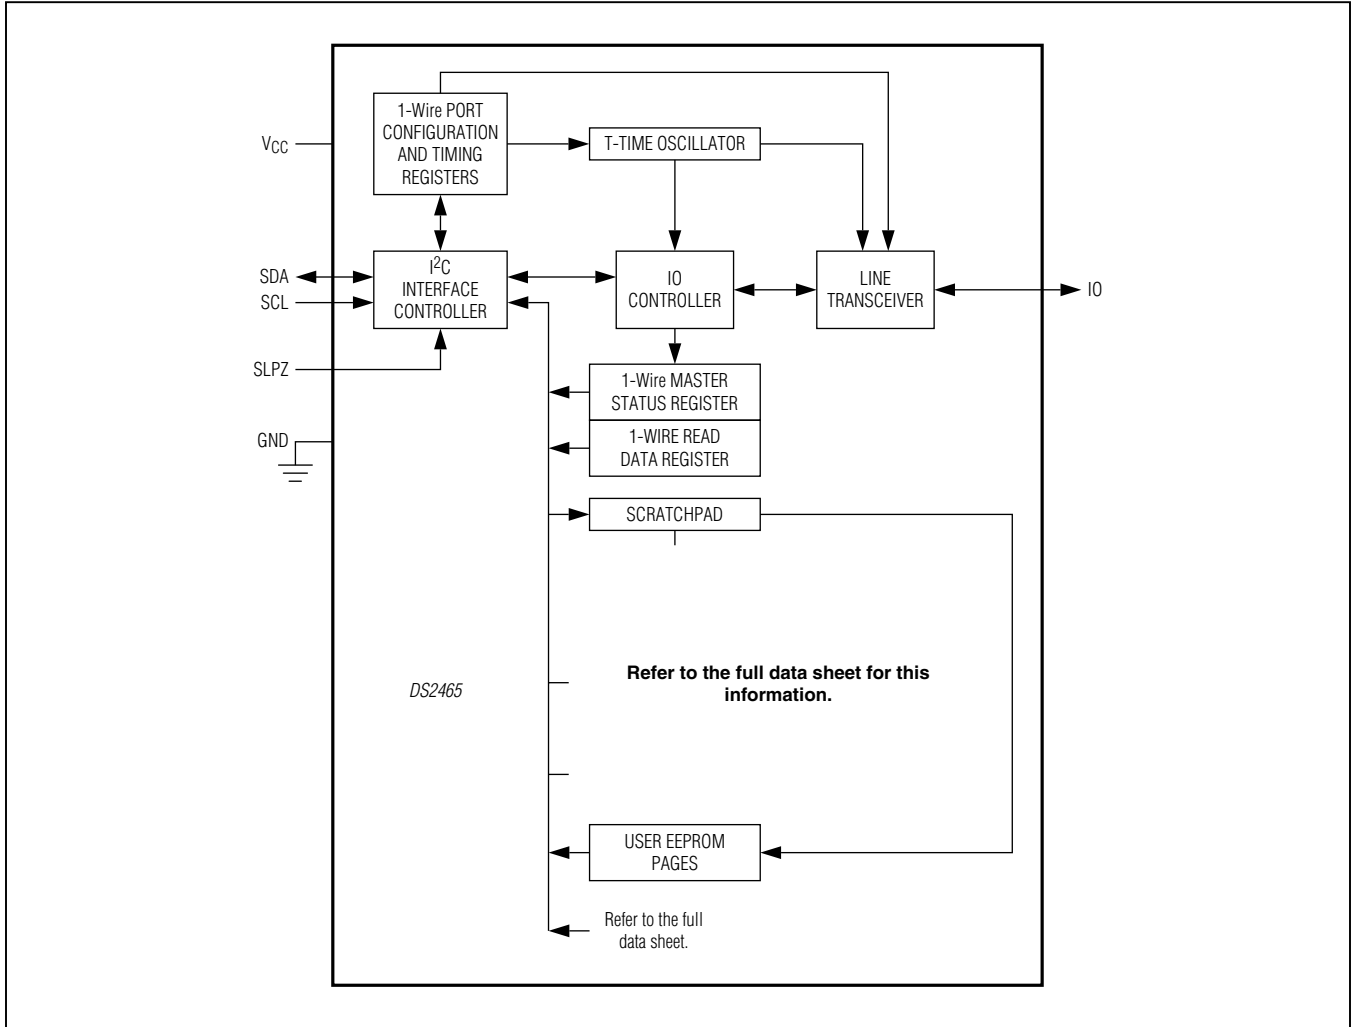 1-Wire PORT
CONFIGURATION
AND TIMING
REGISTERS
VCC
T-TIME OSCILLATOR
SDA
SCL
I2C
INTERFACE
CONTROLLER
IO
CONTROLLER
LINE
TRANSCEIVER
IO
SLPZ
1-Wire MASTER
STATUS REGISTER
GND
1-WIRE READ
DATA REGISTER
SCRATCHPAD
DS2465
Refer to the full data sheet for this
information.
USER EEPROM
PAGES
Refer to the full
data sheet.